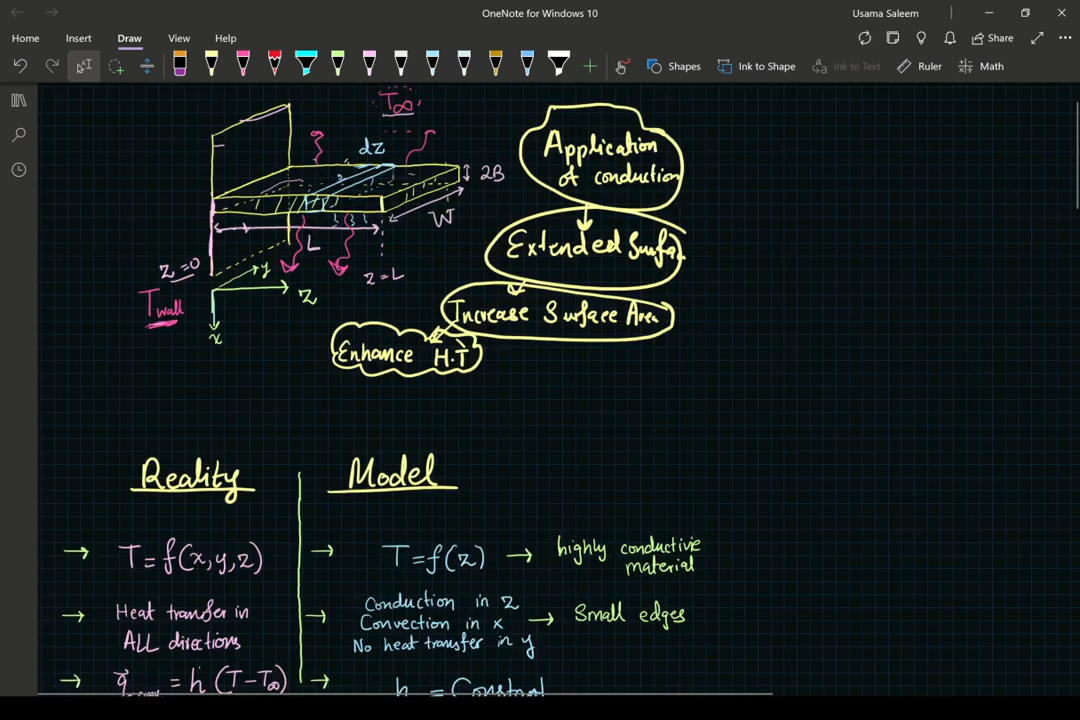 OneNote for Windows 10
Usama Saleem
Home Insert Draw View Help
Share
Shapes Ink to Shape Ink to Text Ruler Math
T∞
dz
2B
W
L
z=0
z=L
y
z
x
Twall
Application
of conduction
Extended Surfac
Increase Surface Area
Enhance H.T
Reality
Model
→ T=f(x,y,z)
→ T=f(z) → highly conductive
material
→ Heat transfer in
ALL directions
→ Conduction in z
Convection in x
No heat transfer in y
→ Small edges
→ = h (T-T∞)
→ h = Constant